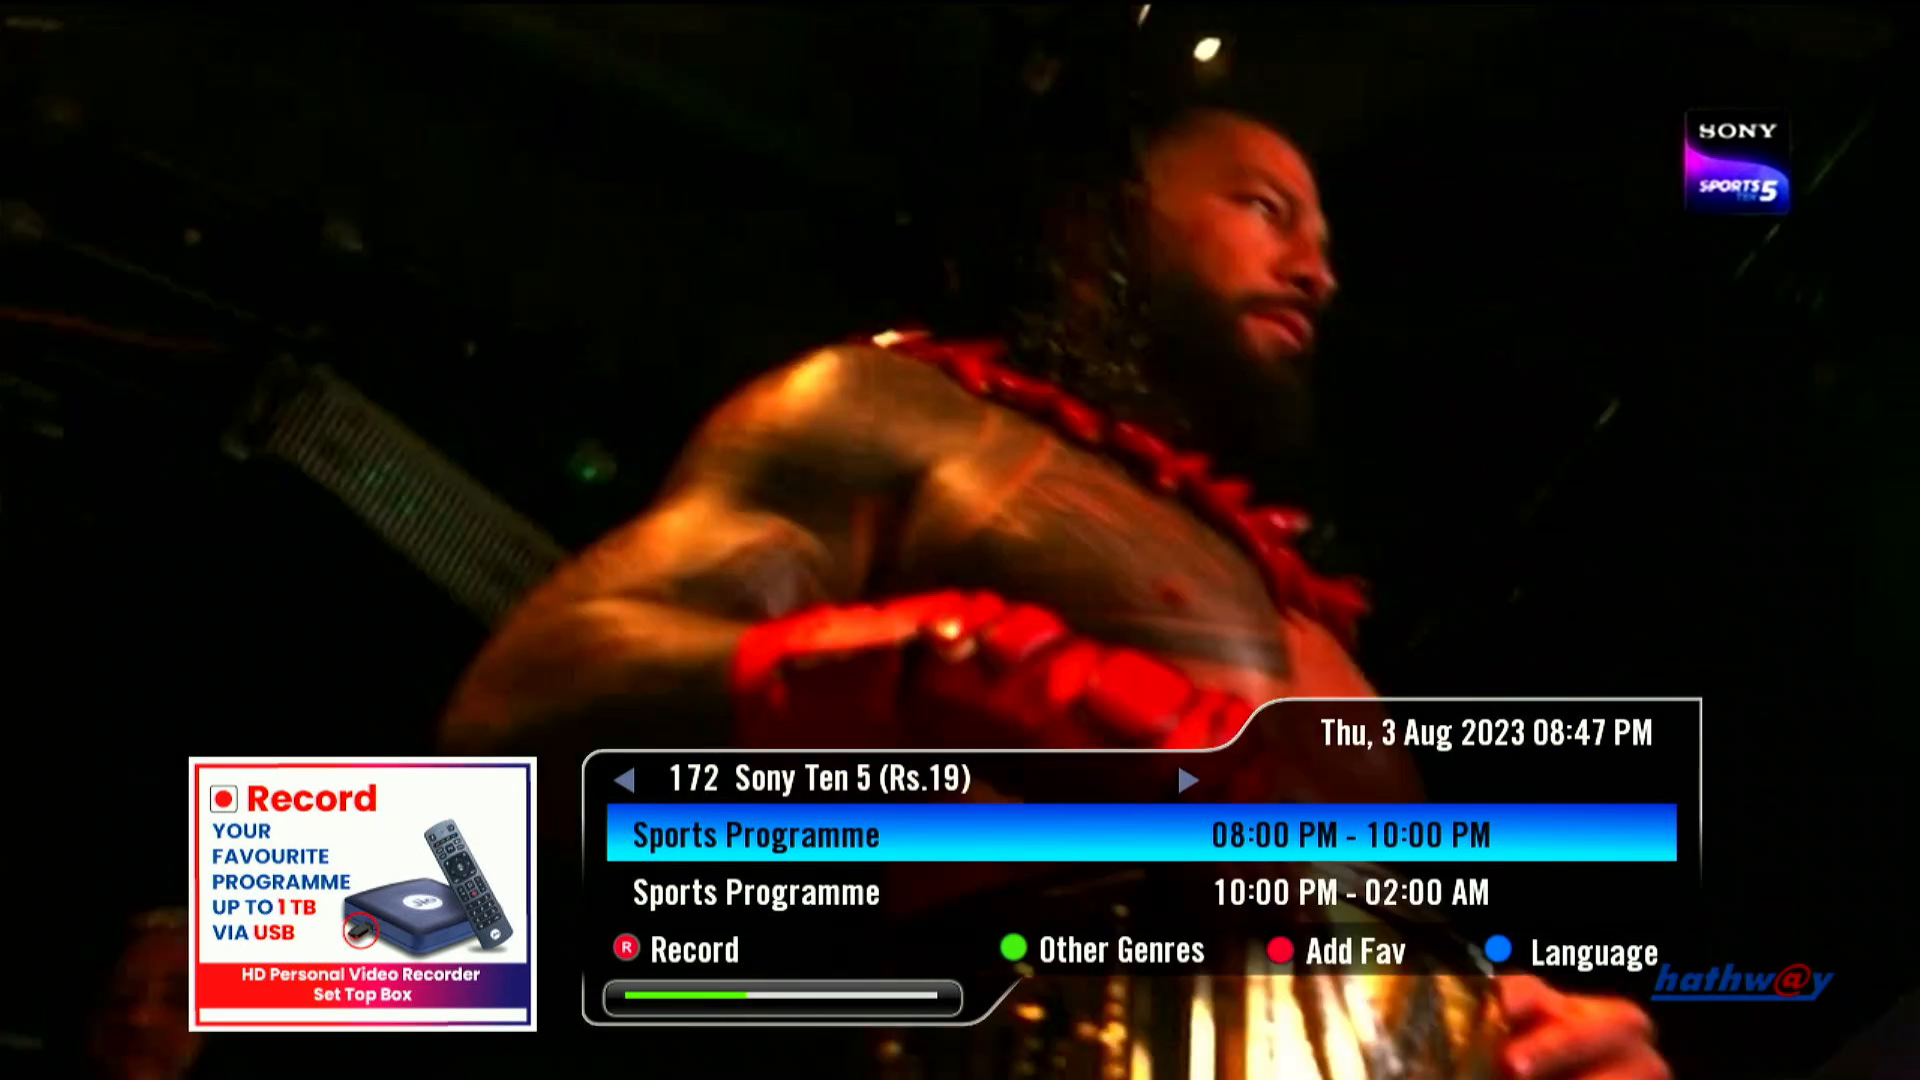 SONY
SPORTS
TEN 5
Thu, 3 Aug 2023 08:47 PM
172 Sony Ten 5 (Rs.19)
Sports Programme 08:00 PM - 10:00 PM
Sports Programme 10:00 PM - 02:00 AM
R Record Other Genres Add Fav Language
hathw@y
Record
YOUR
FAVOURITE
PROGRAMME
UP TO 1 TB
VIA USB
Jio
HD Personal Video Recorder
Set Top Box